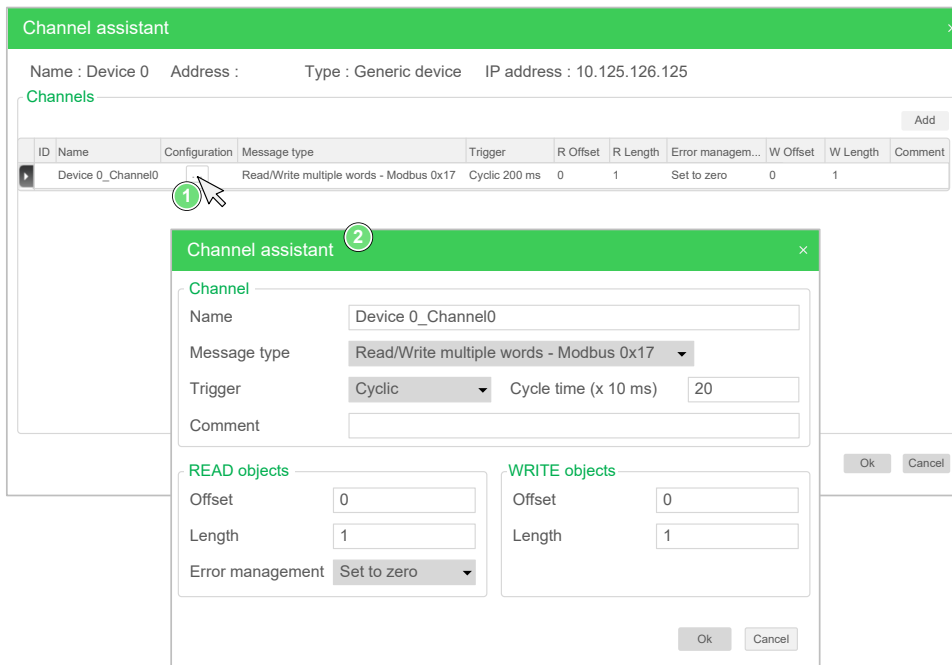 Channel assistant ×
Name : Device 0 Address : Type : Generic device IP address : 10.125.126.125
Channels
Add
ID Name Configuration Message type Trigger R Offset R Length Error managem... W Offset W Length Comment
Device 0_Channel0 ... Read/Write multiple words - Modbus 0x17 Cyclic 200 ms 0 1 Set to zero 0 1
1
2
Channel assistant ×
Channel
Name Device 0_Channel0
Message type Read/Write multiple words - Modbus 0x17
Trigger Cyclic Cycle time (x 10 ms) 20
Comment
Ok Cancel
READ objects WRITE objects
Offset 0 Offset 0
Length 1 Length 1
Error management Set to zero
Ok Cancel